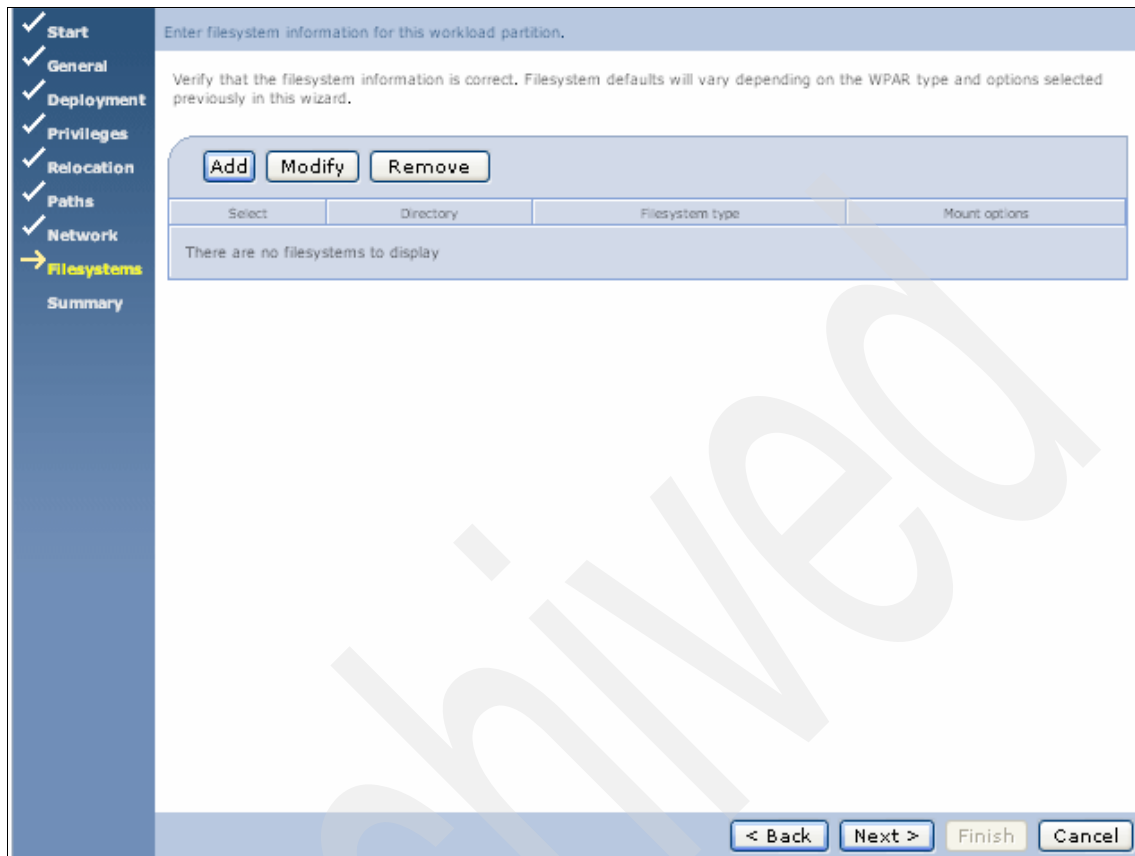 Start
General
Deployment
Privileges
Relocation
Paths
Network
Filesystems
Summary
Enter filesystem information for this workload partition.
Verify that the filesystem information is correct. Filesystem defaults will vary depending on the WPAR type and options selected
previously in this wizard.
Add Modify Remove
Select Directory Filesystem type Mount options
There are no filesystems to display
< Back Next > Finish Cancel